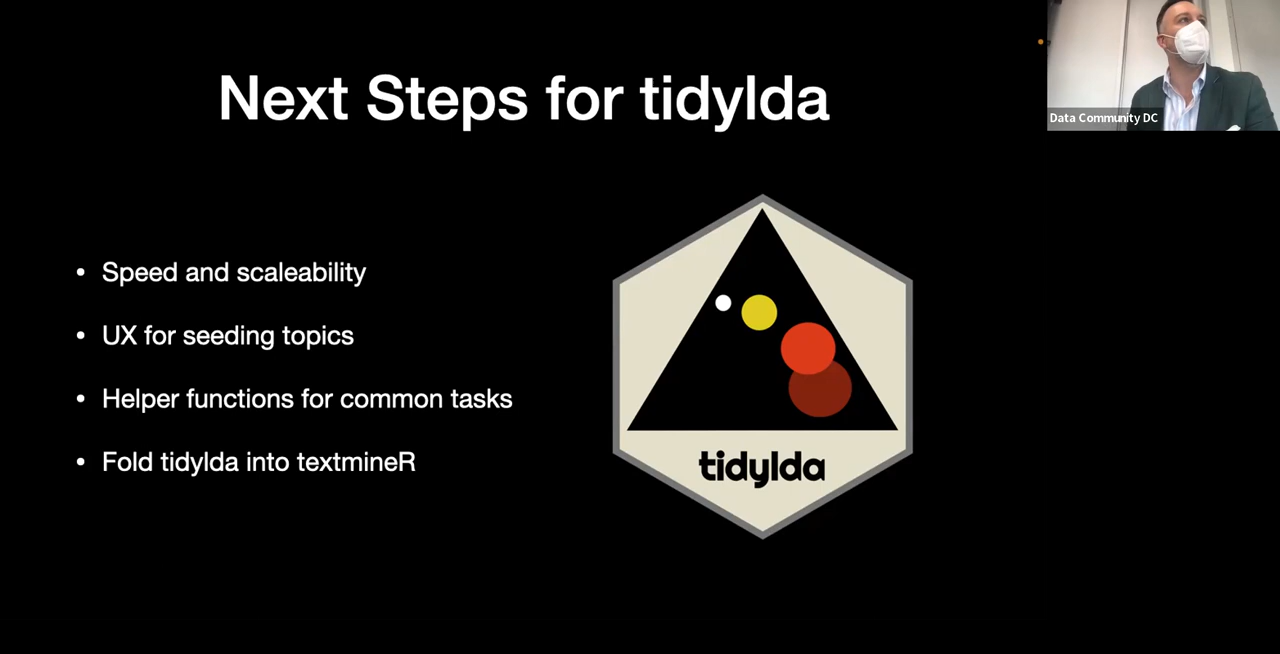 Next Steps for tidylda
Data Community DC
• Speed and scaleability
• UX for seeding topics
• Helper functions for common tasks
• Fold tidylda into textmineR
tidylda